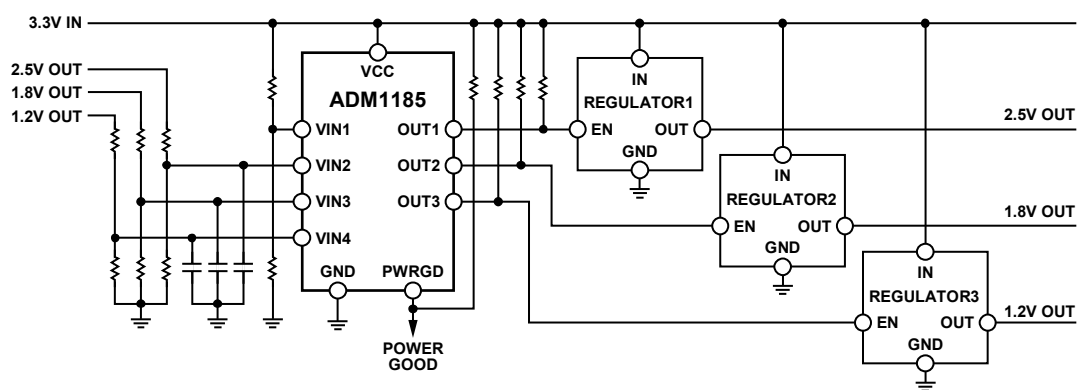 3.3V IN
2.5V OUT
1.8V OUT
1.2V OUT
VCC
ADM1185
VIN1
VIN2
VIN3
VIN4
OUT1
OUT2
OUT3
GND
PWRGD
POWER
GOOD
IN
REGULATOR1
EN
OUT
GND
2.5V OUT
IN
REGULATOR2
EN
OUT
GND
1.8V OUT
IN
REGULATOR3
EN
OUT
GND
1.2V OUT